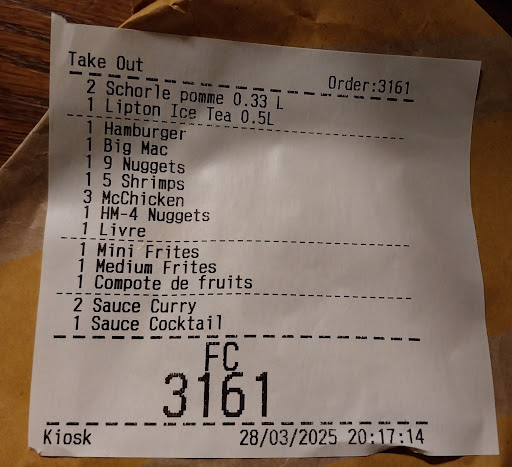 Take Out
Order:3161
2 Schorle pomme 0.33 L
1 Lipton Ice Tea 0.5L
1 Hamburger
1 Big Mac
1 9 Nuggets
1 5 Shrimps
3 McChicken
1 HM-4 Nuggets
1 Livre
1 Mini Frites
1 Medium Frites
1 Compote de fruits
2 Sauce Curry
1 Sauce Cocktail
FC
3161
Kiosk 28/03/2025 20:17:14